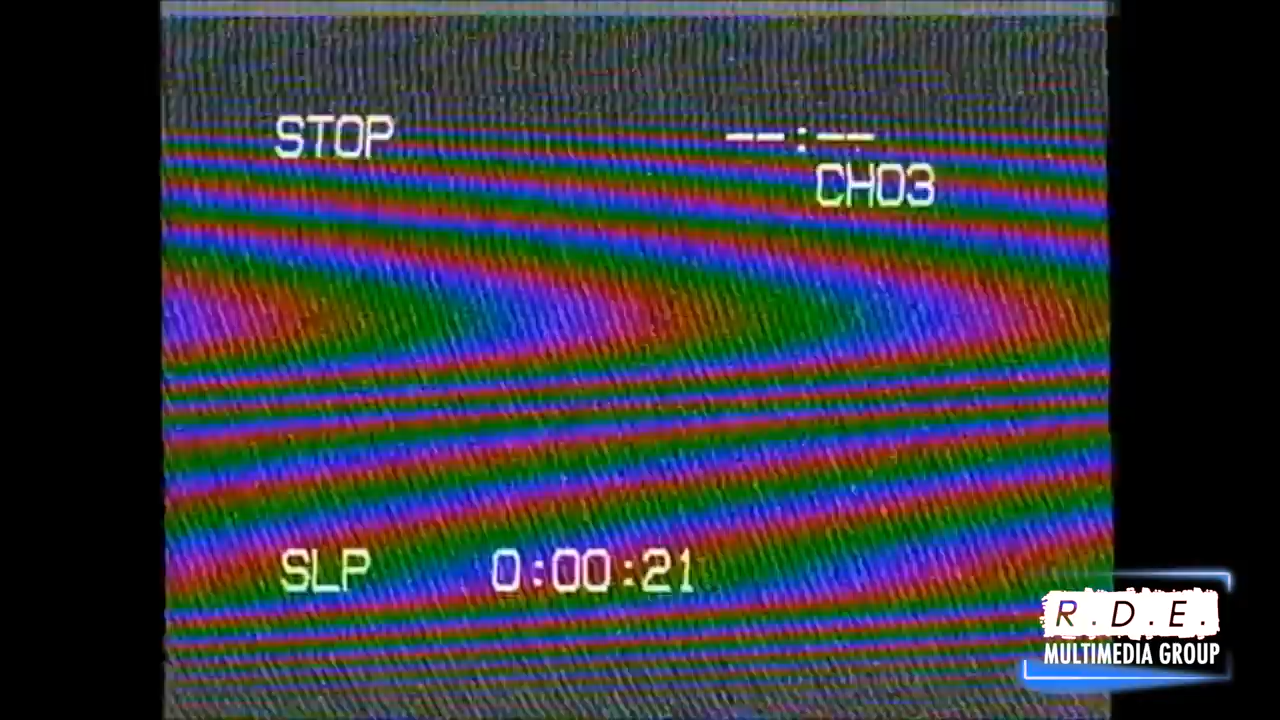 STOP
--:--
CH03
SLP 0:00:21
R.D.E.
MULTIMEDIA GROUP